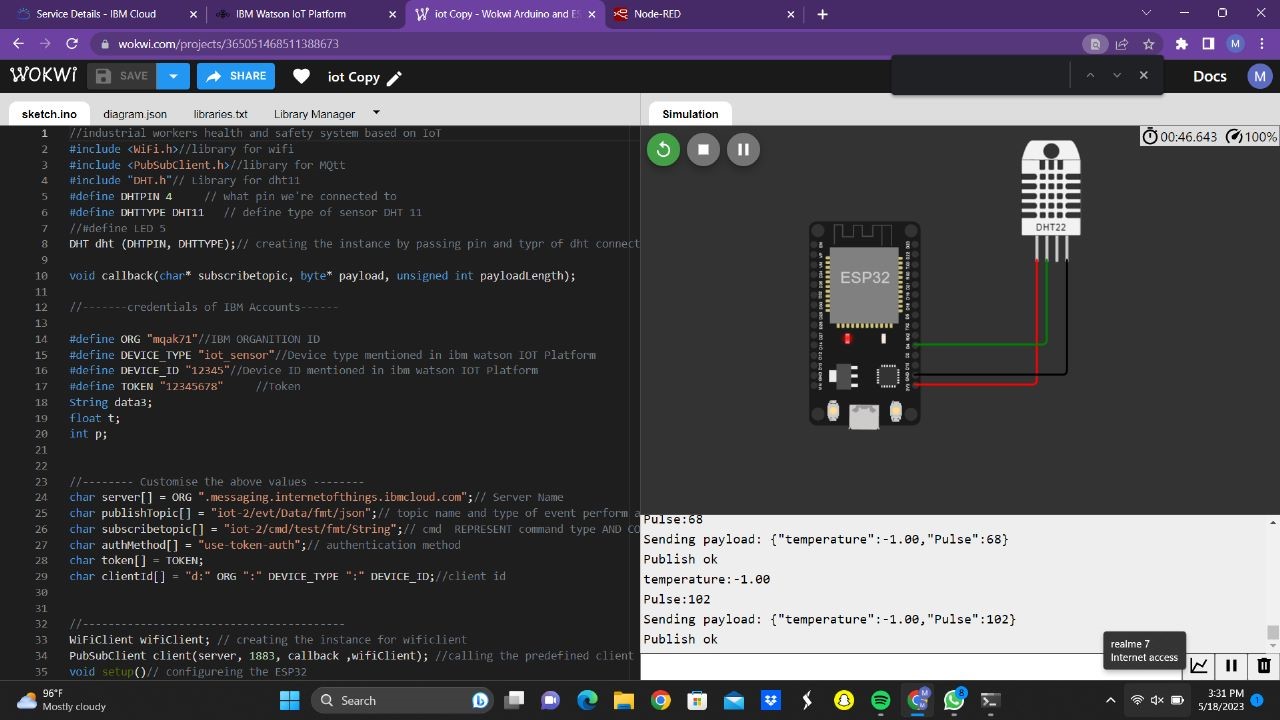 Service Details - IBM Cloud
IBM Watson IoT Platform
iot Copy - Wokwi Arduino and ES
Node-RED
wokwi.com/projects/365051468511388673
M
WOKWi
SAVE
SHARE
iot Copy
Docs
M
sketch.ino
diagram.json
libraries.txt
Library Manager
Simulation
1 //industrial workers health and safety system based on IoT
2 #include <WiFi.h>//library for wifi
3 #include <PubSubClient.h>//library for MQtt
4 #include "DHT.h"// Library for dht11
5 #define DHTPIN 4 // what pin we're connected to
6 #define DHTTYPE DHT11 // define type of sensor DHT 11
7 //#define LED 5
8 DHT dht (DHTPIN, DHTTYPE);// creating the instance by passing pin and typr of dht connect
9
10 void callback(char* subscribetopic, byte* payload, unsigned int payloadLength);
11
12 //-------credentials of IBM Accounts------
13
14 #define ORG "mqak71"//IBM ORGANITION ID
15 #define DEVICE_TYPE "iot_sensor"//Device type mentioned in ibm watson IOT Platform
16 #define DEVICE_ID "12345"//Device ID mentioned in ibm watson IOT Platform
17 #define TOKEN "12345678" //Token
18 String data3;
19 float t;
20 int p;
21
22
23 //-------- Customise the above values --------
24 char server[] = ORG ".messaging.internetofthings.ibmcloud.com";// Server Name
25 char publishTopic[] = "iot-2/evt/Data/fmt/json";// topic name and type of event perform a
26 char subscribetopic[] = "iot-2/cmd/test/fmt/String";// cmd REPRESENT command type AND CO
27 char authMethod[] = "use-token-auth";// authentication method
28 char token[] = TOKEN;
29 char clientId[] = "d:" ORG ":" DEVICE_TYPE ":" DEVICE_ID;//client id
30
31
32 //-----------------------------------------
33 WiFiClient wifiClient; // creating the instance for wificlient
34 PubSubClient client(server, 1883, callback ,wifiClient); //calling the predefined client
35 void setup()// configureing the ESP32
00:46.643
100%
DHT22
ESP32
Pulse:68
Sending payload: {"temperature":-1.00,"Pulse":68}
Publish ok
temperature:-1.00
Pulse:102
Sending payload: {"temperature":-1.00,"Pulse":102}
Publish ok
realme 7
Internet access
96°F
Mostly cloudy
Search
3:31 PM
5/18/2023